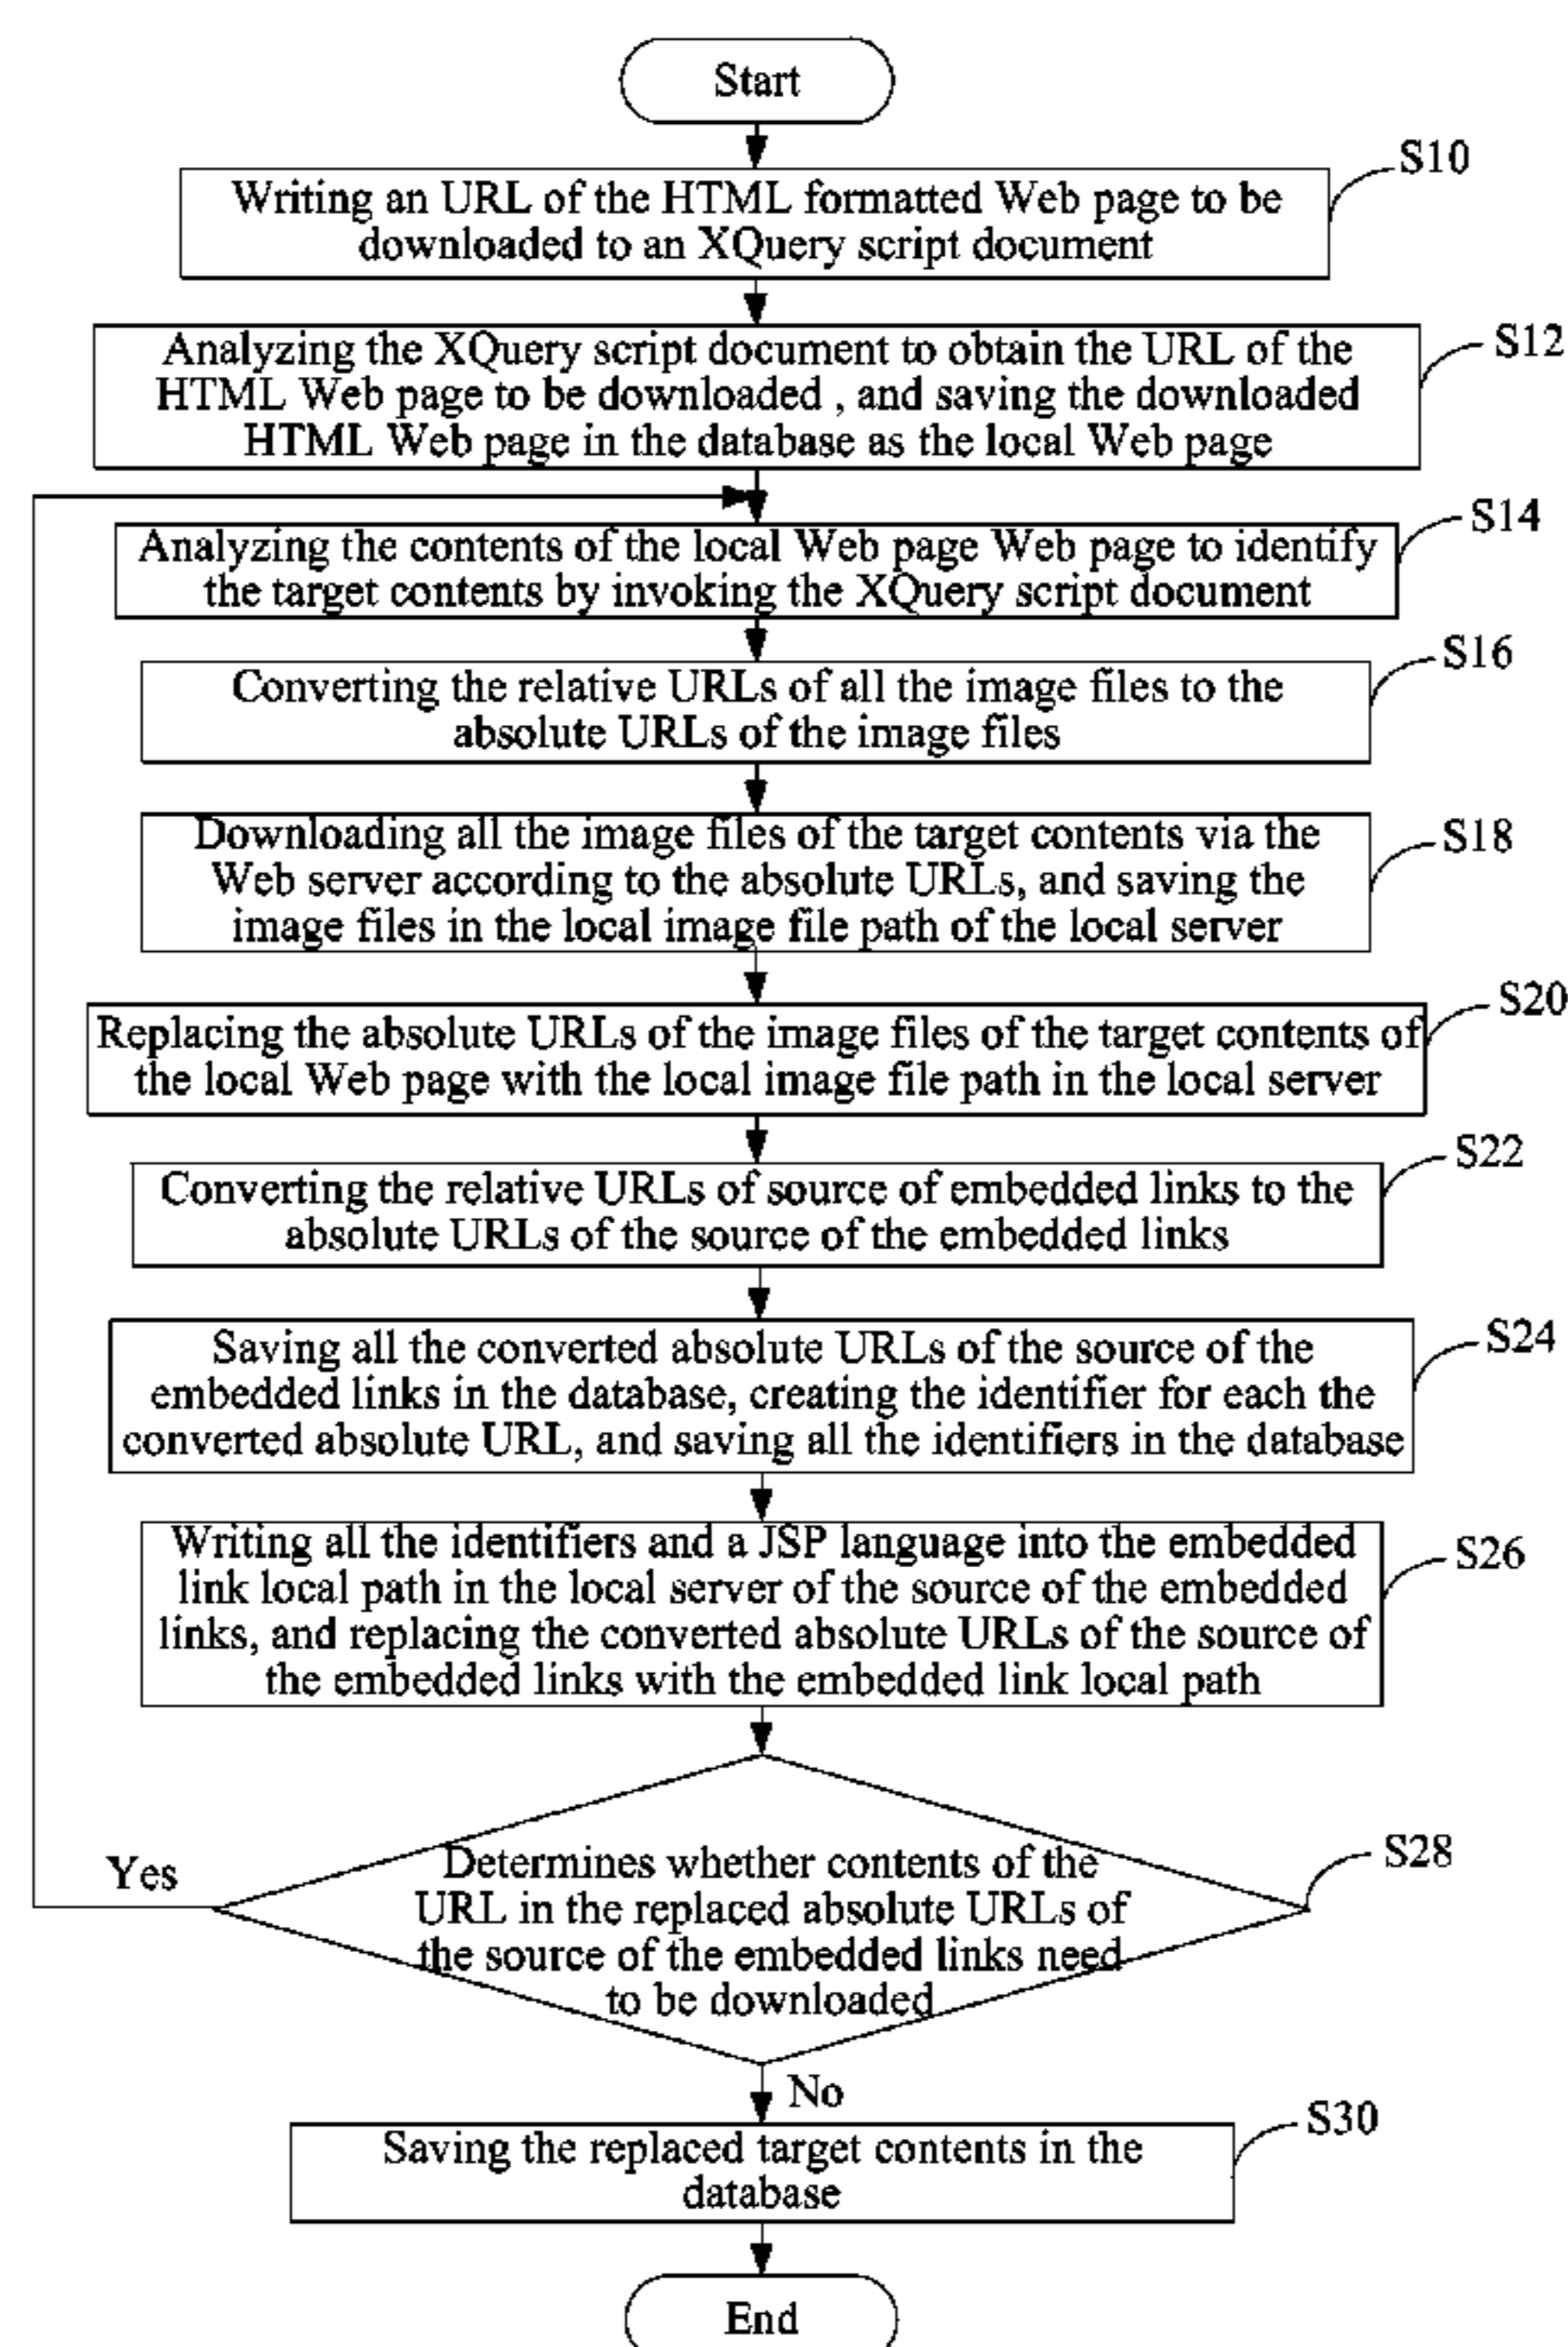 Start
S10
Writing an URL of the HTML formatted Web page to be
downloaded to an XQuery script document
S12
Analyzing the XQuery script document to obtain the URL of the
HTML Web page to be downloaded , and saving the downloaded
HTML Web page in the database as the local Web page
S14
Analyzing the contents of the local Web page Web page to identify
the target contents by invoking the XQuery script document
S16
Converting the relative URLs of all the image files to the
absolute URLs of the image files
S18
Downloading all the image files of the target contents via the
Web server according to the absolute URLs, and saving the
image files in the local image file path of the local server
S20
Replacing the absolute URLs of the image files of the target contents of
the local Web page with the local image file path in the local server
S22
Converting the relative URLs of source of embedded links to the
absolute URLs of the source of the embedded links
S24
Saving all the converted absolute URLs of the source of the
embedded links in the database, creating the identifier for each the
converted absolute URL, and saving all the identifiers in the database
S26
Writing all the identifiers and a JSP language into the embedded
link local path in the local server of the source of the embedded
links, and replacing the converted absolute URLs of the source of
the embedded links with the embedded link local path
S28
Yes
Determines whether contents of the
URL in the replaced absolute URLs of
the source of the embedded links need
to be downloaded
No
S30
Saving the replaced target contents in the
database
End